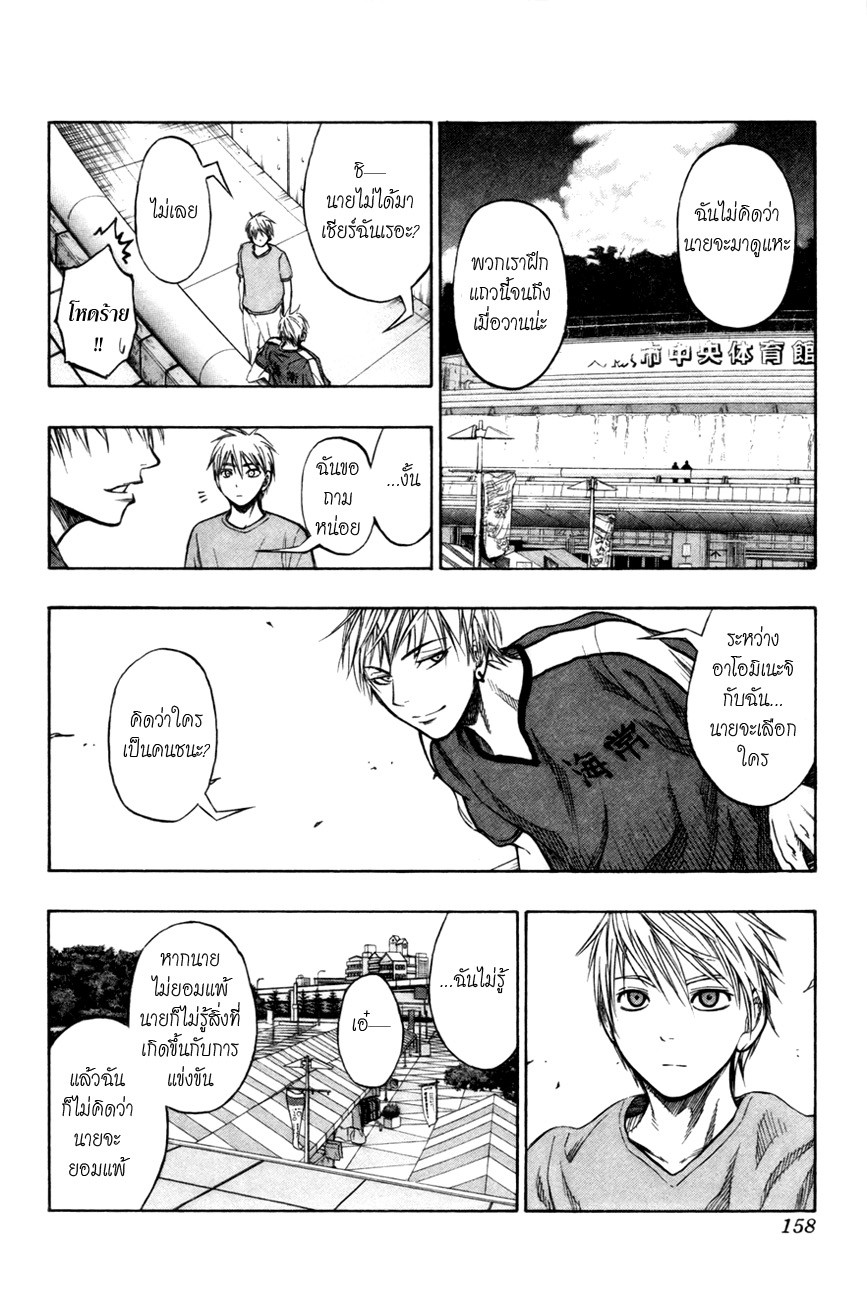 ฉันไม่คิดว่า
นายจะมาดูแหะ
พวกเราฝึก
แถวนี้จนถึง
เมื่อวานน่ะ
市中央体育館
ชิ—
นายไม่ได้มา
เชียร์ฉันเรอะ?
ไม่เลย
โหดร้าย
!!
...งั้น
ฉันขอ
ถาม
หน่อย
ระหว่าง
อาโอมิเนะจิ
กับฉัน...
นายจะเลือก
ใคร
海常
คิดว่าใคร
เป็นคนชนะ?
...ฉันไม่รู้
เอ๋—
หากนาย
ไม่ยอมแพ้
นายก็ไม่รู้สิ่งที่
เกิดขึ้นกับการ
แข่งขัน
แล้วฉัน
ก็ไม่คิดว่า
นายจะ
ยอมแพ้
158